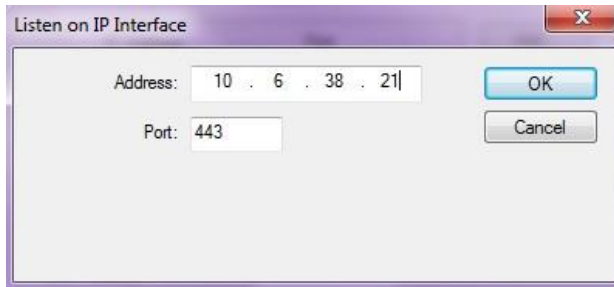 Listen on IP Interface
Address: 10 . 6 . 38 . 21
OK
Port: 443
Cancel